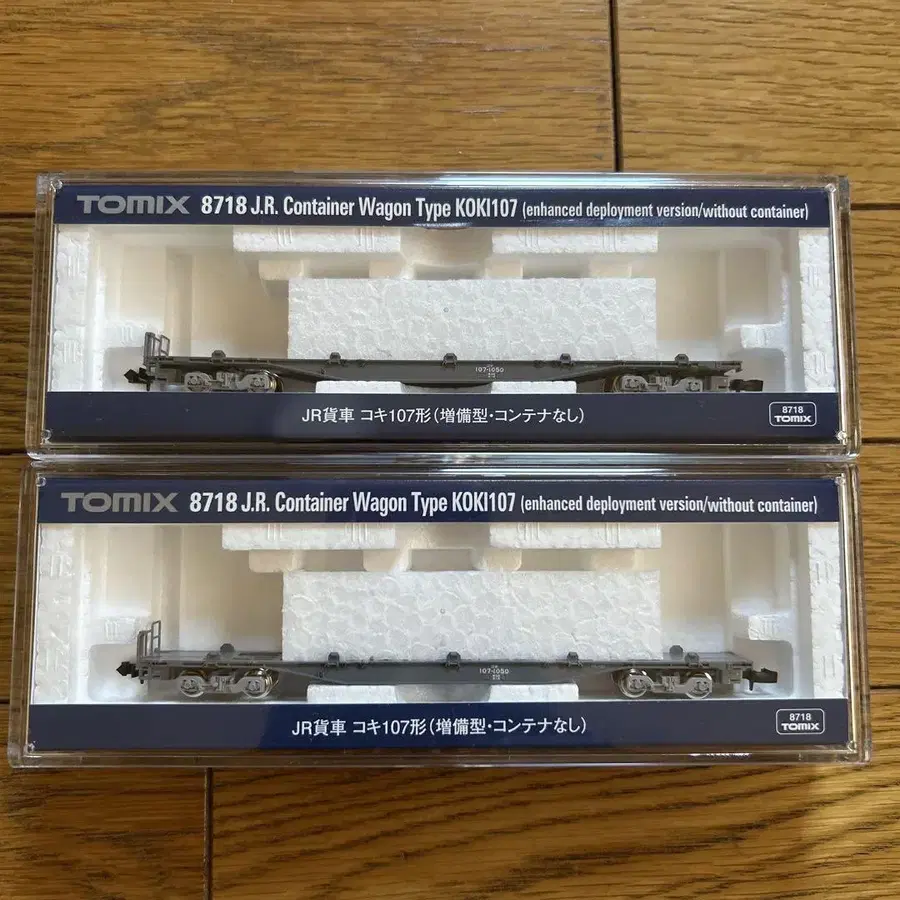 TOMIX 8718 J.R. Container Wagon Type KOKI107 (enhanced deployment version/without container)
107-1050
JR貨車 コキ107形(増備型・コンテナなし)
8718
TOMIX
TOMIX 8718 J.R. Container Wagon Type KOKI107 (enhanced deployment version/without container)
107-1050
JR貨車 コキ107形(増備型・コンテナなし)
8718
TOMIX